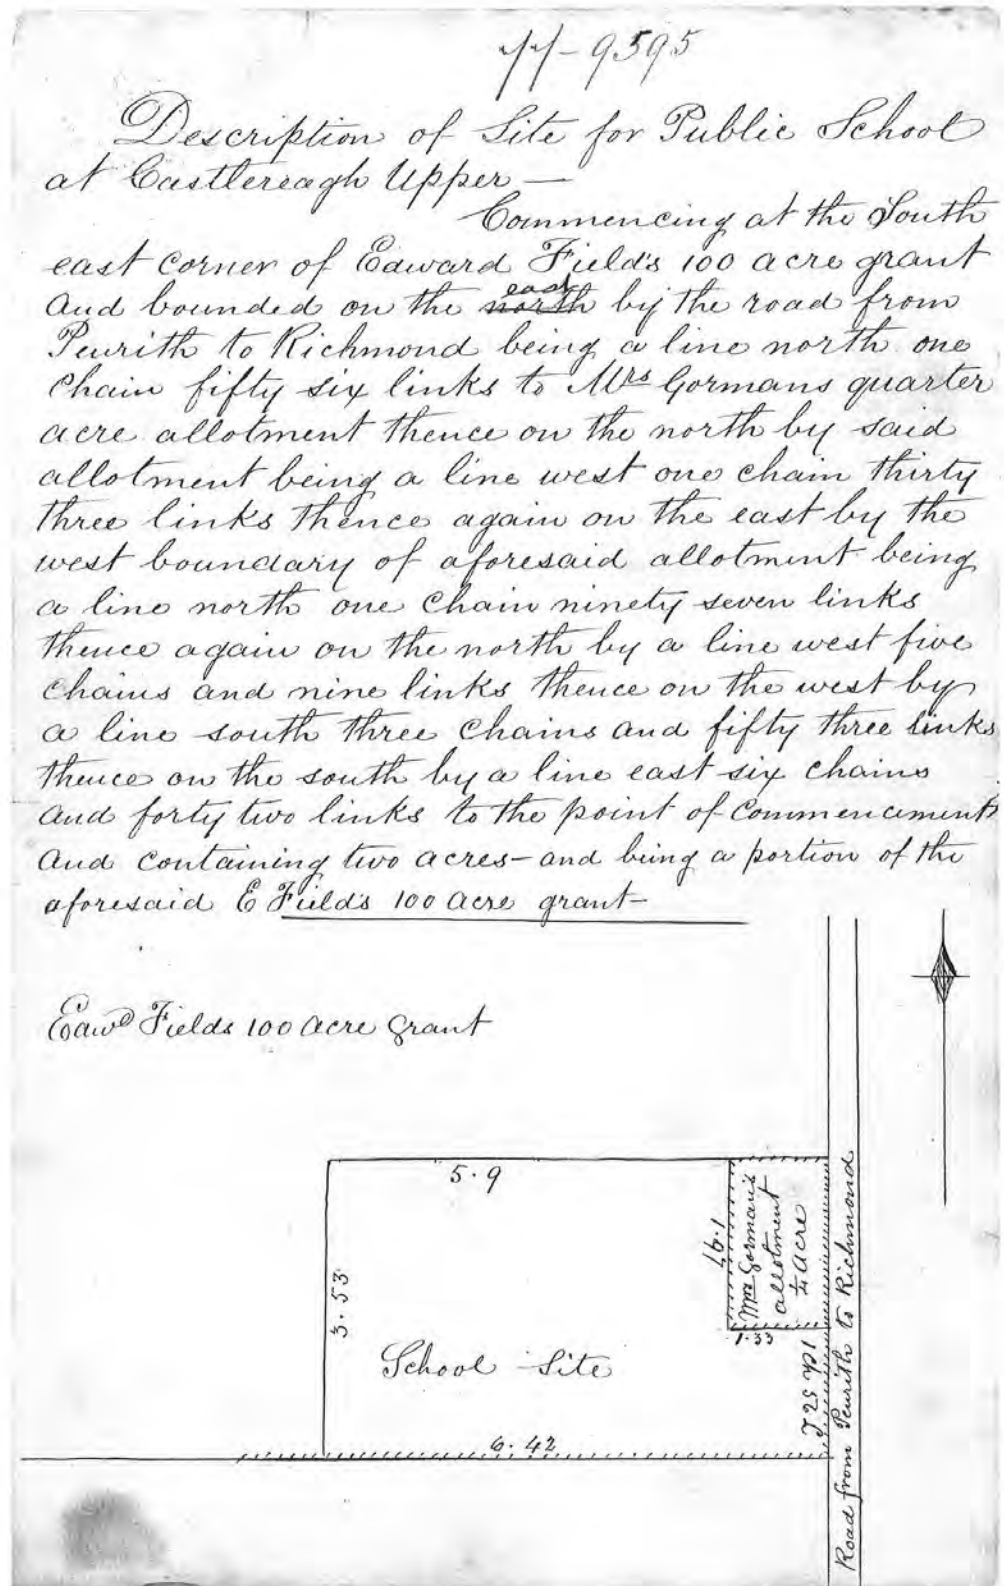 77-9595
Description of Site for Public School
at Castlereagh Upper —
Commencing at the South
east corner of Edward Field's 100 acre grant
and bounded on the north east by the road from
Penrith to Richmond being a line north one
chain fifty six links to Mrs Gormans quarter
acre allotment thence on the north by said
allotment being a line west one chain thirty
three links thence again on the east by the
west boundary of aforesaid allotment being
a line north one chain ninety seven links
thence again on the north by a line west five
chains and nine links thence on the west by
a line south three chains and fifty three links
thence on the south by a line east six chains
and forty two links to the point of commencement
and containing two acres - and being a portion of the
aforesaid E Field's 100 acre grant —
Edwd Fields 100 acre grant
5.9
3.53
1.97
Mrs Gorman's
allotment
¼ acre
1.33
School Site
6.42
Road from Penrith to Richmond